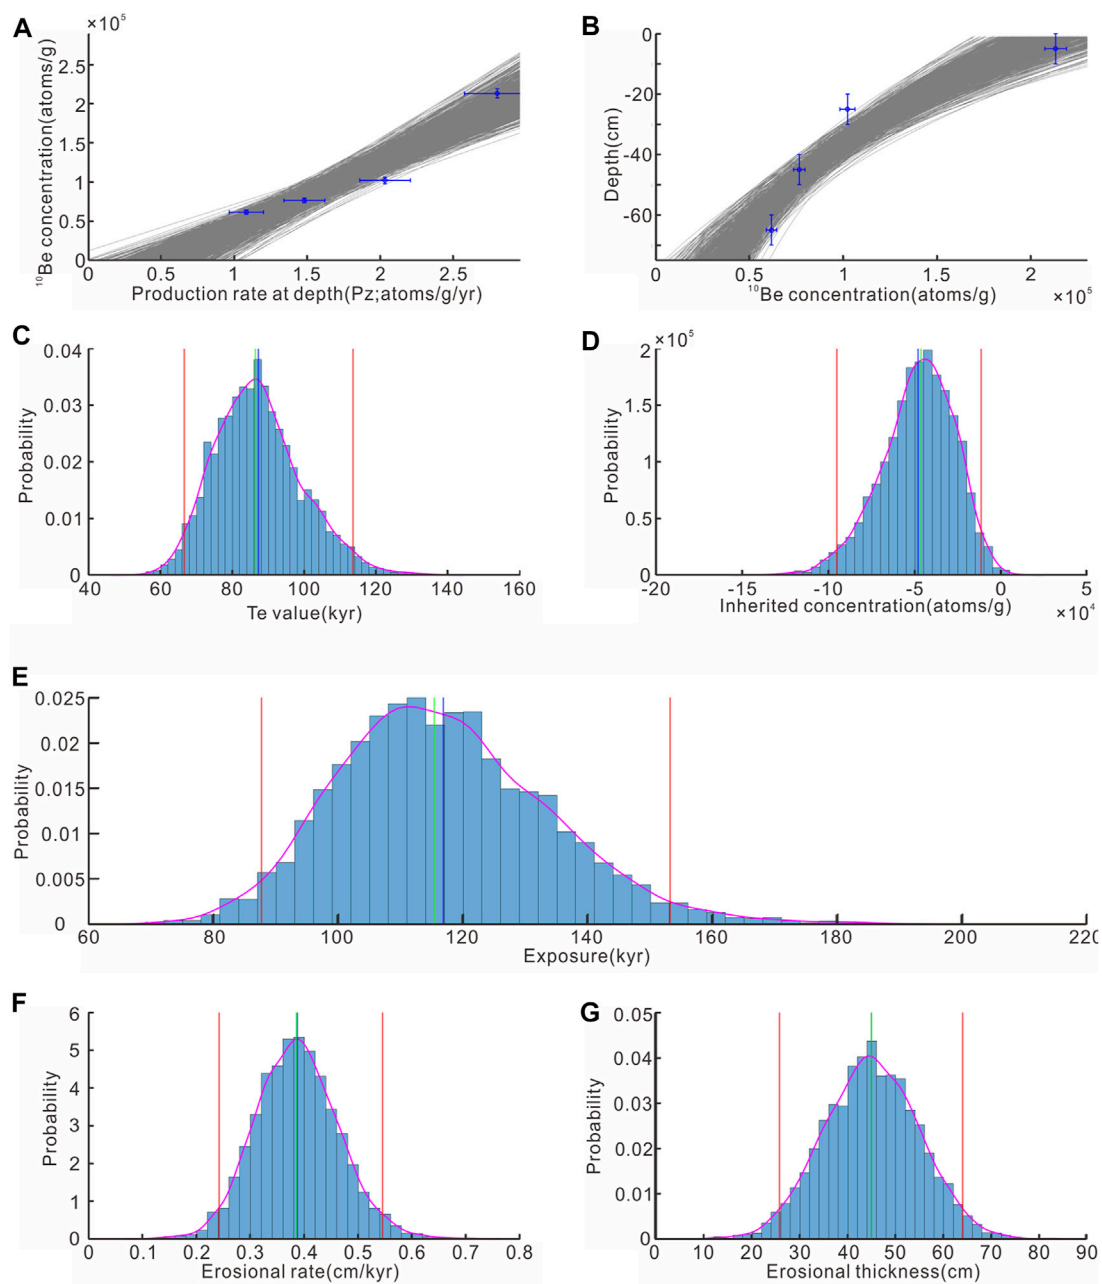 A
×10⁵
2.5
2
1.5
1
0.5
0
¹⁰Be concentration(atoms/g)
0 0.5 1 1.5 2 2.5
Production rate at depth(Pz;atoms/g/yr)
B
0
-20
-40
-60
Depth(cm)
0 0.5 1 1.5 2
¹⁰Be concentration(atoms/g) ×10⁵
C
0.04
0.03
0.02
0.01
0
Probability
40 60 80 100 120 140 160
Te value(kyr)
D
×10⁵
2
1.5
1
0.5
0
Probability
-20 -15 -10 -5 0 5
Inherited concentration(atoms/g) ×10⁴
E
0.025
0.02
0.015
0.01
0.005
0
Probability
60 80 100 120 140 160 180 200 220
Exposure(kyr)
F
6
5
4
3
2
1
0
Probability
0 0.1 0.2 0.3 0.4 0.5 0.6 0.7 0.8
Erosional rate(cm/kyr)
G
0.05
0.04
0.03
0.02
0.01
0
Probability
0 10 20 30 40 50 60 70 80 90
Erosional thickness(cm)